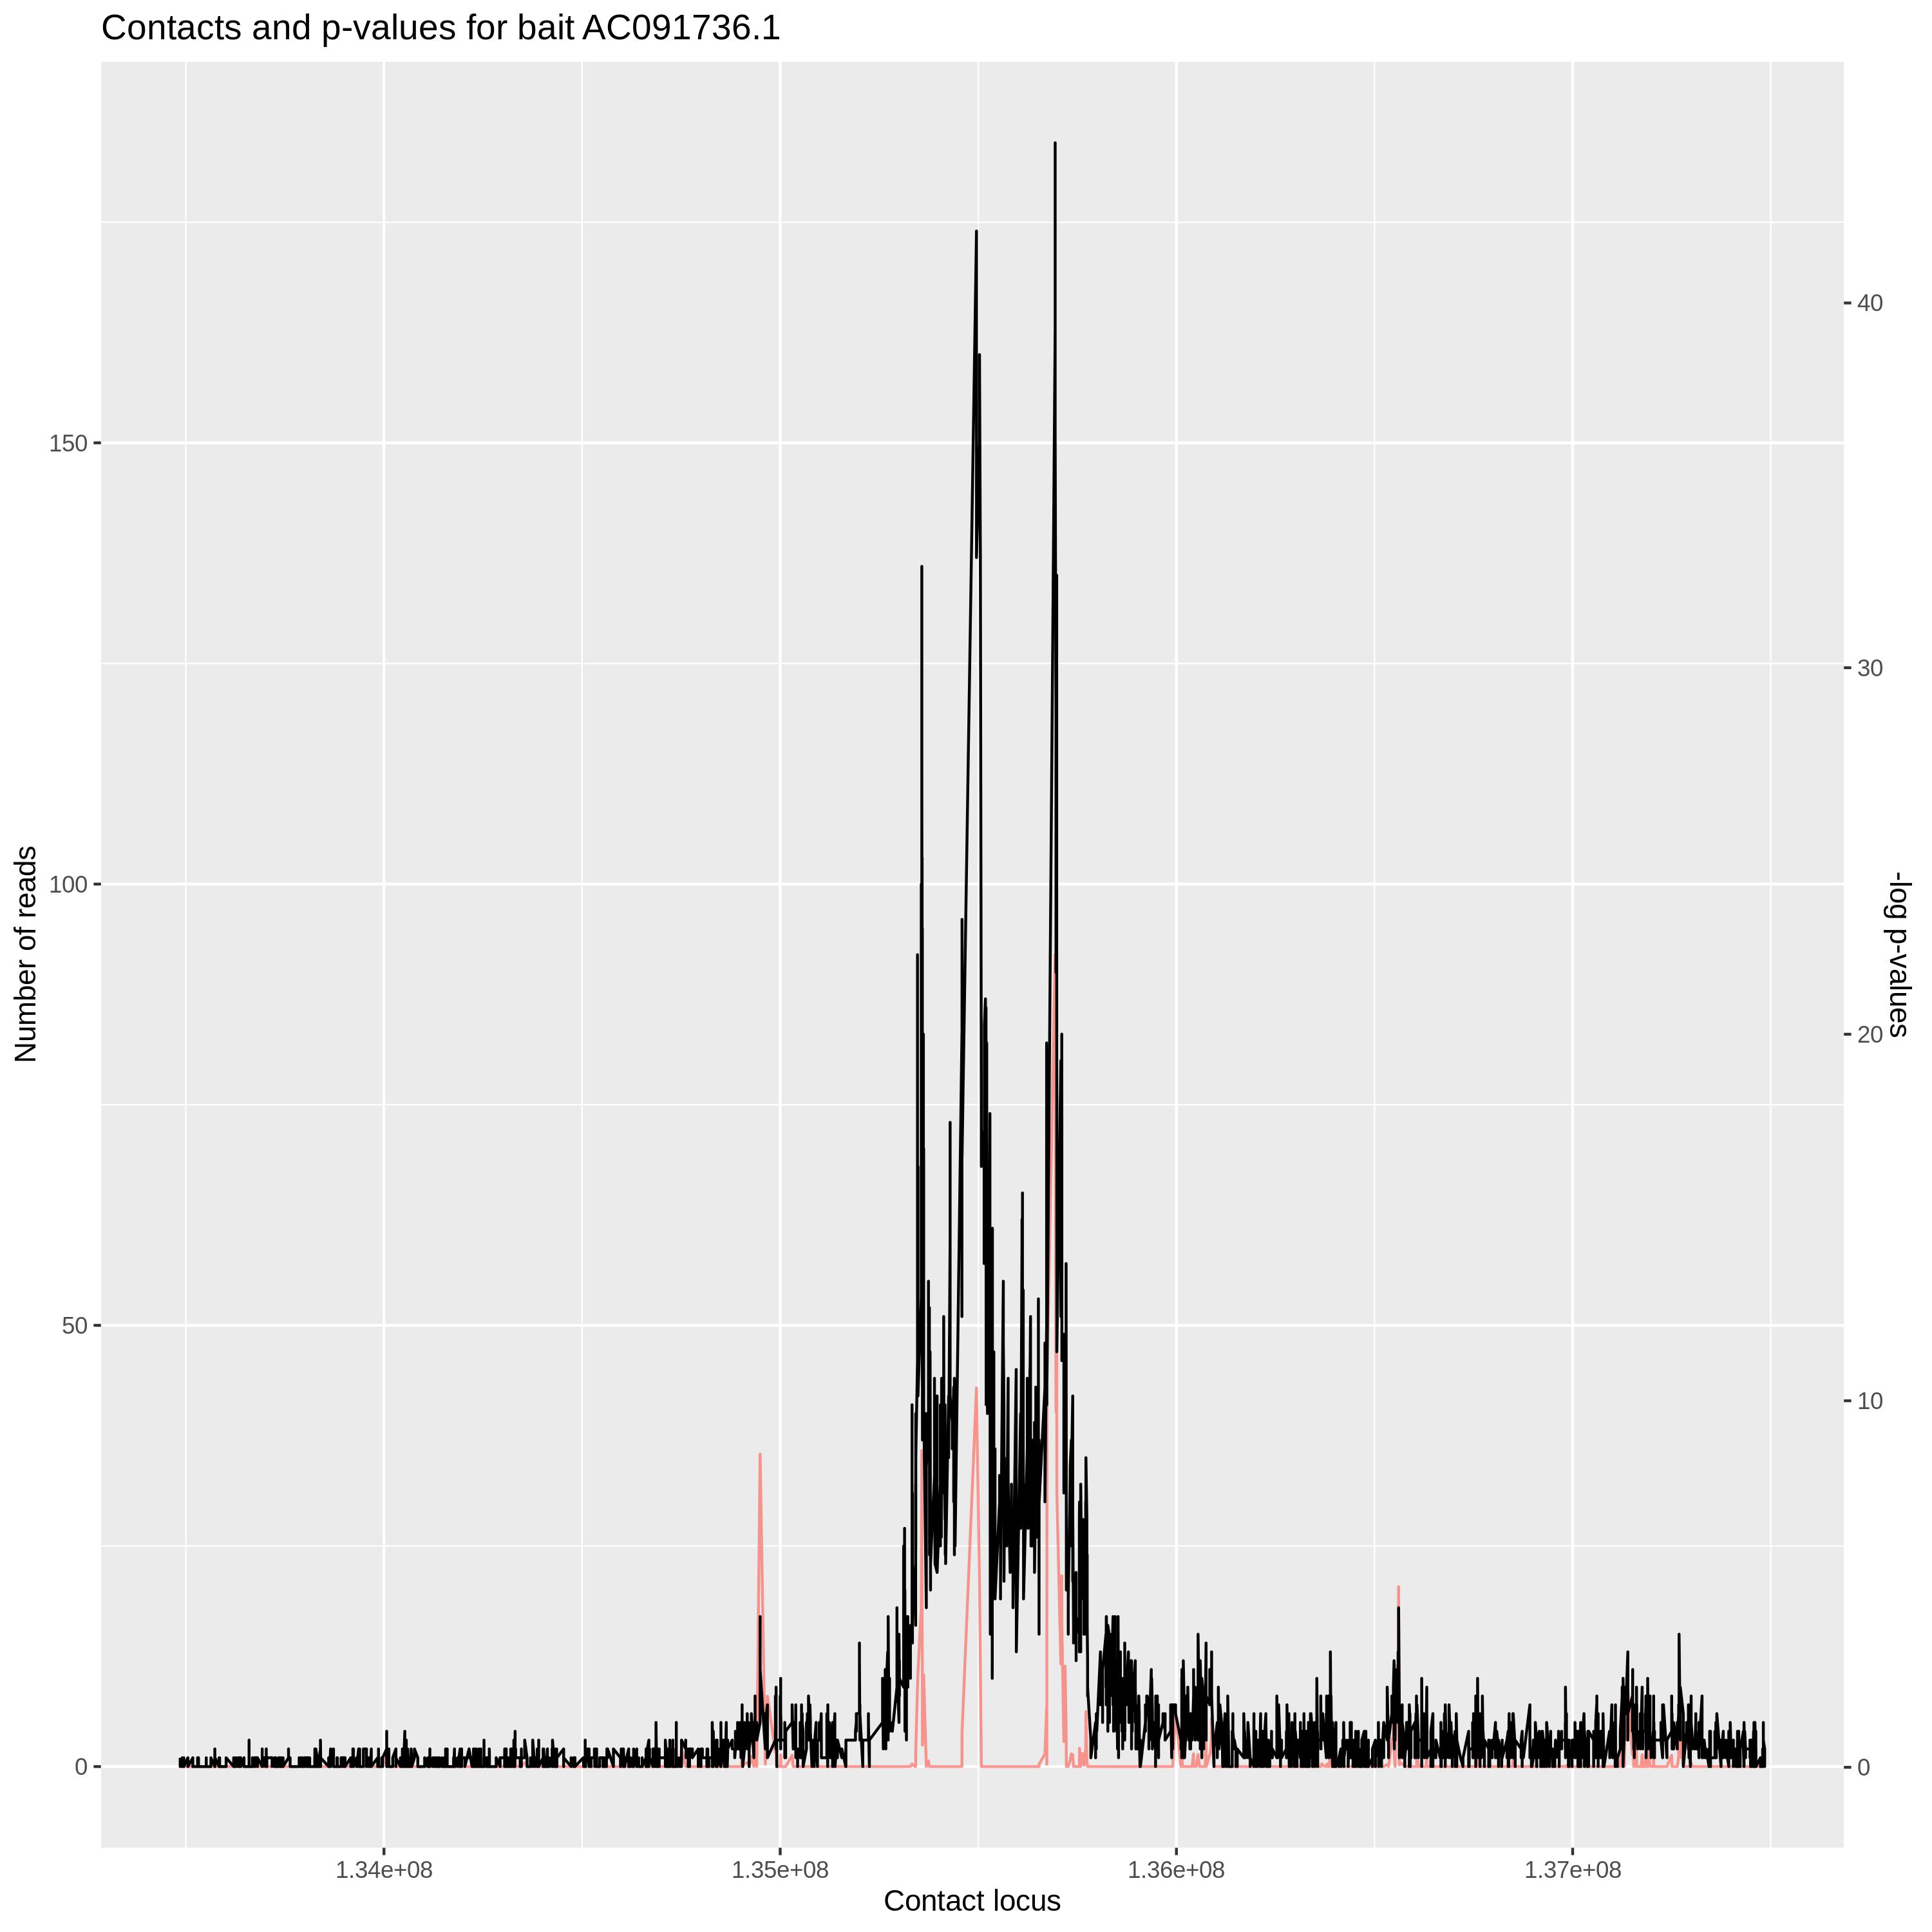 Contacts and p-values for bait AC091736.1
Number of reads
150
100
50
0
40
30
20
10
0
-log p-values
1.34e+08 1.35e+08 1.36e+08 1.37e+08
Contact locus